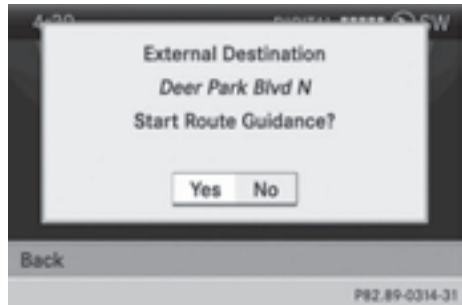 External Destination
Deer Park Blvd N
Start Route Guidance?
Yes No
Back
P82.89-0314-31